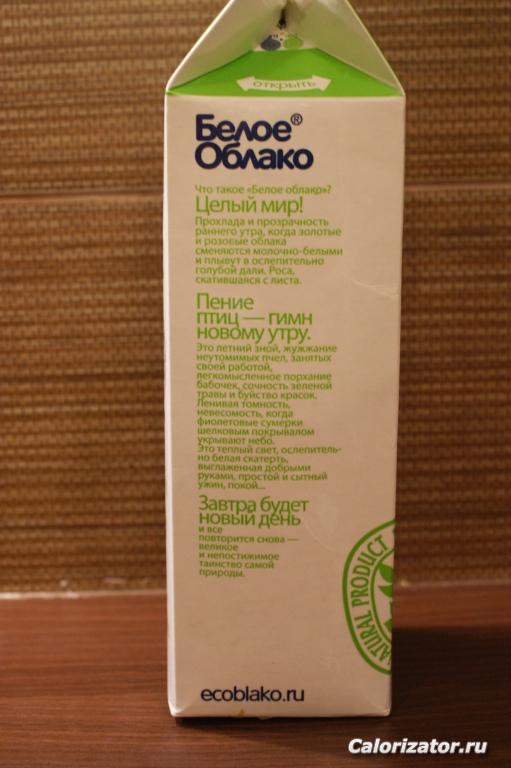 открыть
Белое®
Облако
Что такое «Белое облако»?
Целый мир!
Прохлада и прозрачность
раннего утра, когда золотые
и розовые облака
сменяются молочно-белыми
и плывут в ослепительно
голубой дали. Роса,
скатившаяся с листа.
Пение
птиц — гимн
новому утру.
Это летний зной, жужжание
неутомимых пчел, занятых
своей работой,
легкомысленное порхание
бабочек, сочность зеленой
травы и буйство красок.
Ленивая томность,
невесомость, когда
фиолетовые сумерки
шелковым покрывалом
укрывают небо.
Это теплый свет, ослепитель-
но белая скатерть,
выглаженная добрыми
руками, простой и сытный
ужин, покой...
Завтра будет
новый день
и все
повторится снова —
великое
и непостижимое
таинство самой
природы.
NATURAL PRODUCT
ecoblako.ru
Calorizator.ru